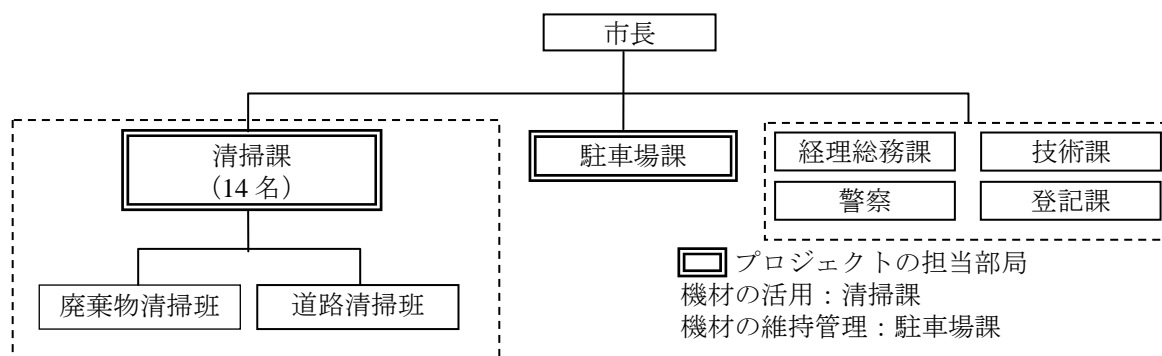 市長
清掃課
（14 名）
駐車場課
経理総務課
技術課
警察
登記課
廃棄物清掃班
道路清掃班
プロジェクトの担当部局
機材の活用：清掃課
機材の維持管理：駐車場課